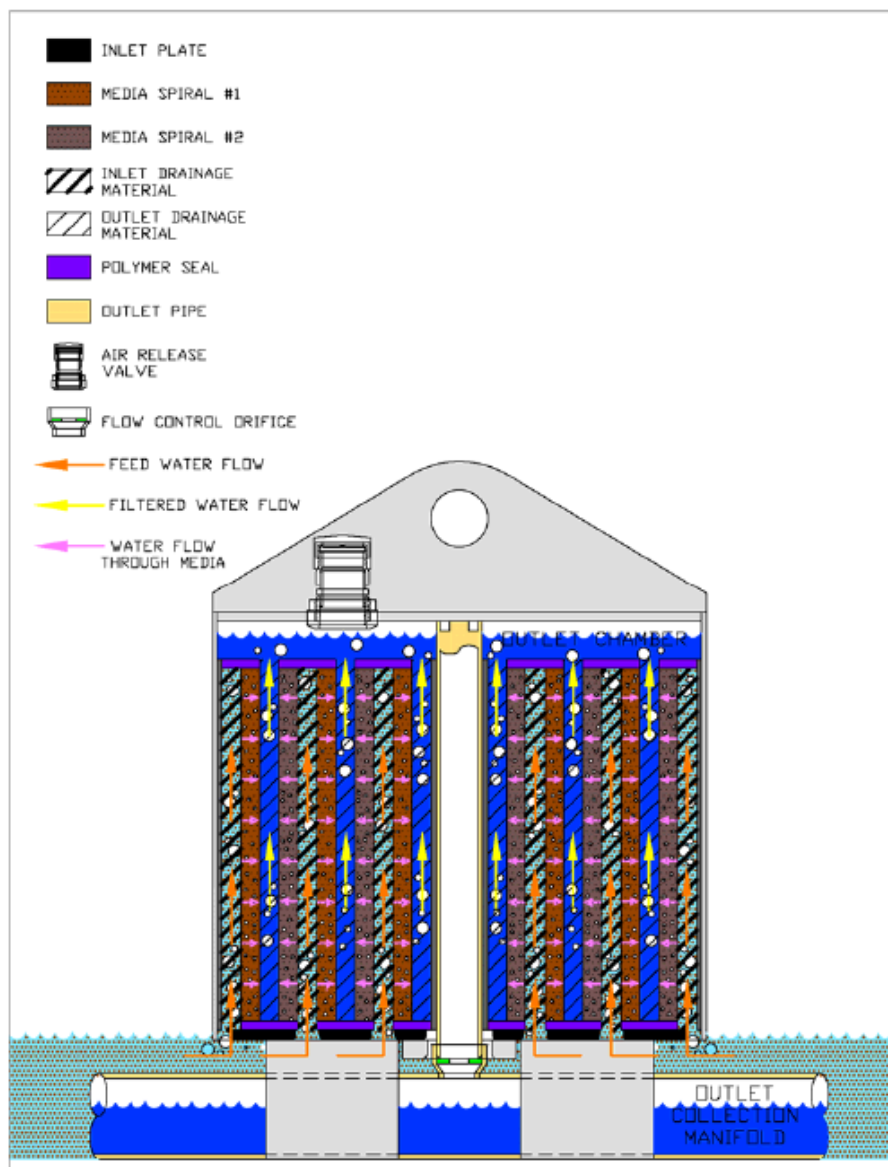 INLET PLATE
MEDIA SPIRAL #1
MEDIA SPIRAL #2
INLET DRAINAGE
MATERIAL
OUTLET DRAINAGE
MATERIAL
POLYMER SEAL
OUTLET PIPE
AIR RELEASE
VALVE
FLOW CONTROL ORIFICE
FEED WATER FLOW
FILTERED WATER FLOW
WATER FLOW
THROUGH MEDIA
OUTLET CHAMBER
OUTLET
COLLECTION
MANIFOLD